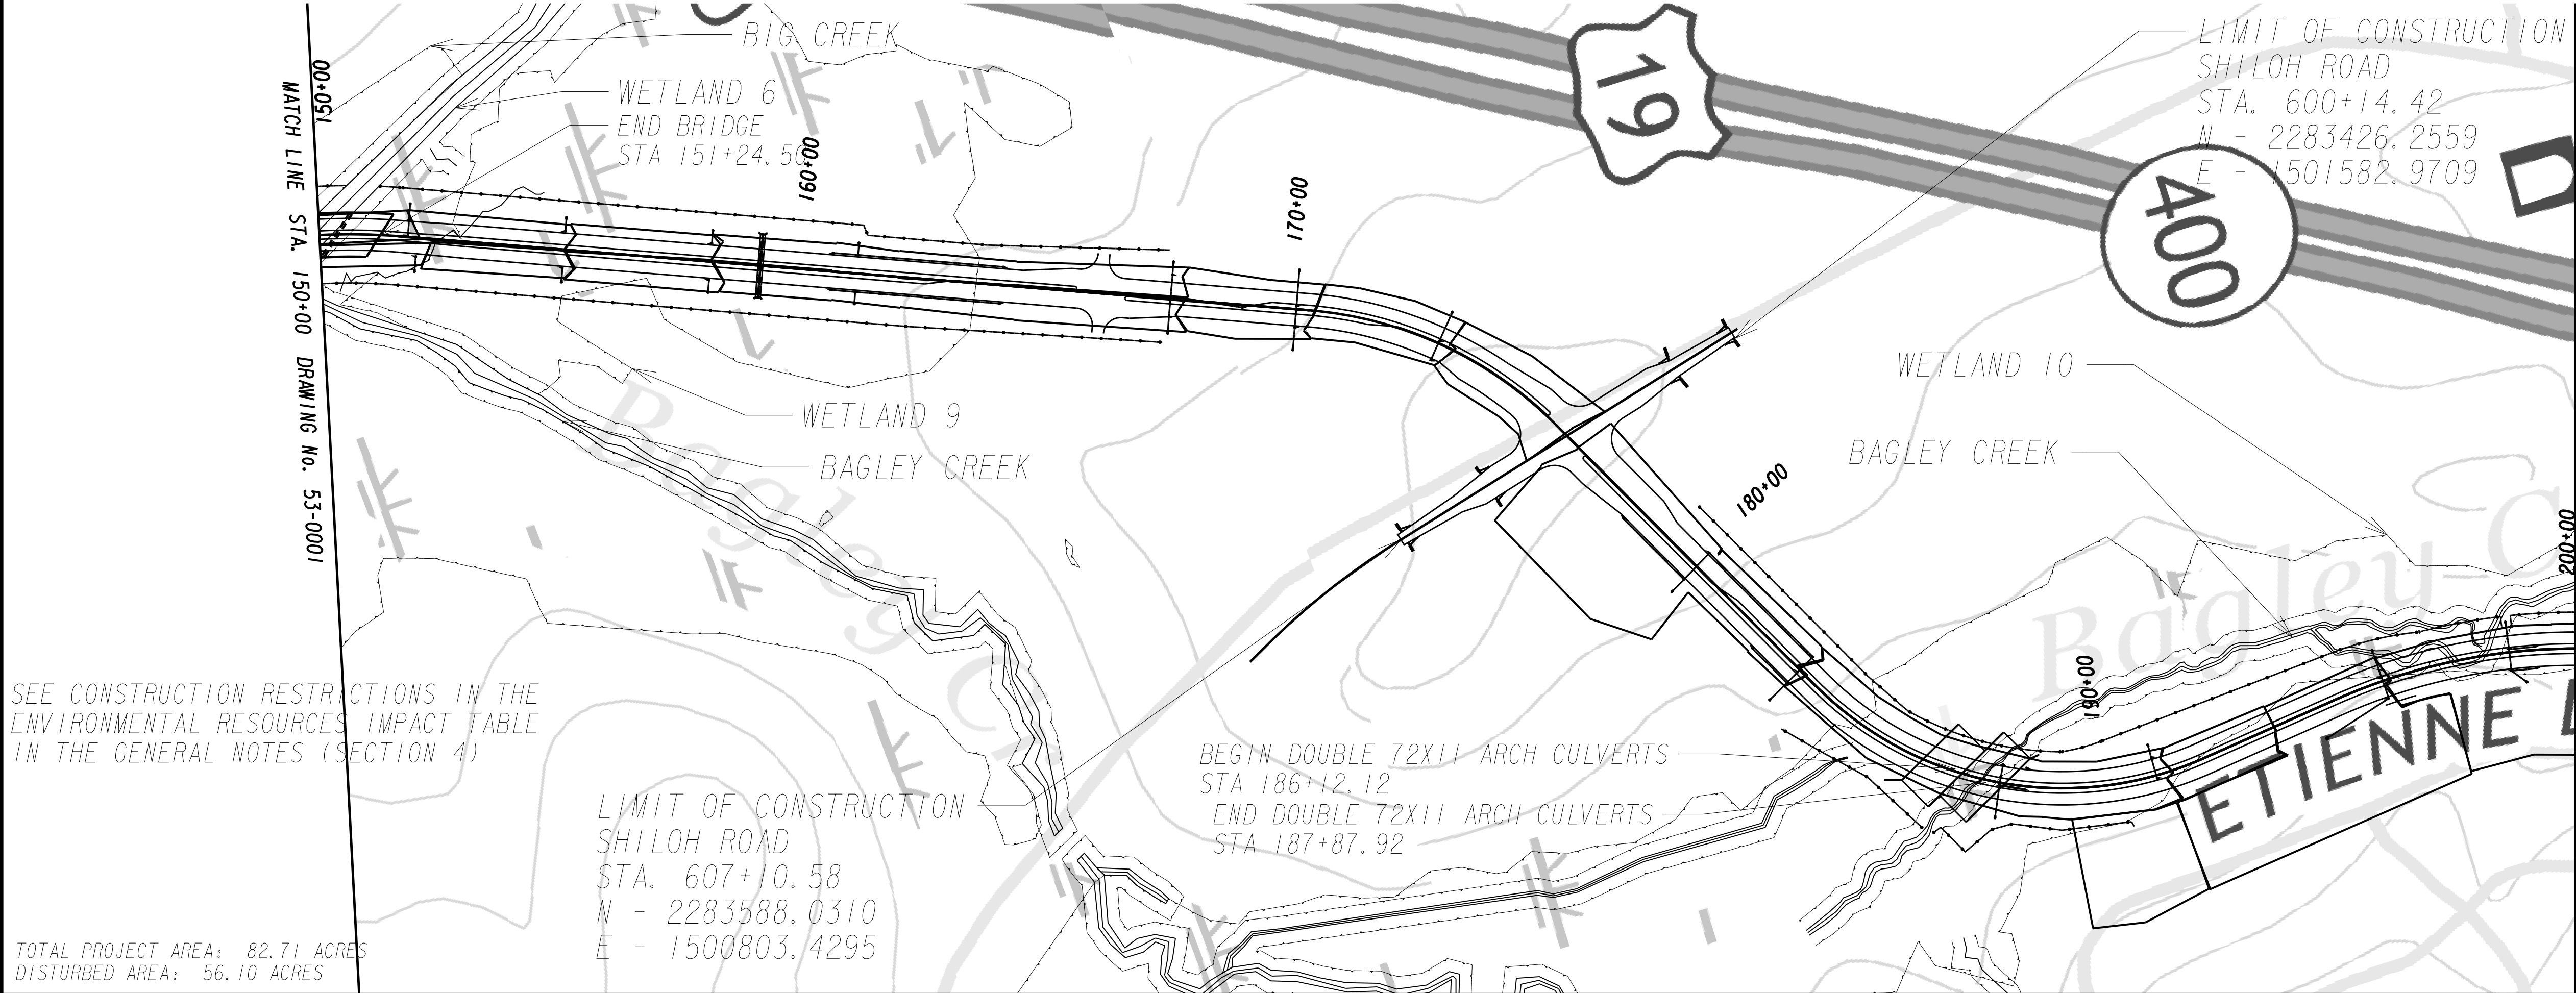 BIG CREEK
WETLAND 6
END BRIDGE
STA 151+24.50
150+00
MATCH LINE STA. 150+00 DRAWING No. 53-0001
160+00
170+00
19
400
D
LIMIT OF CONSTRUCTION
SHILOH ROAD
STA. 600+14.42
N - 2283426.2559
E - 1501582.9709
WETLAND 9
BAGLEY CREEK
Bagley C
WETLAND 10
BAGLEY CREEK
180+00
190+00
200+00
Bagley C
ETIENNE
SEE CONSTRUCTION RESTRICTIONS IN THE
ENVIRONMENTAL RESOURCES IMPACT TABLE
IN THE GENERAL NOTES (SECTION 4)
BEGIN DOUBLE 72X11 ARCH CULVERTS
STA 186+12.12
END DOUBLE 72X11 ARCH CULVERTS
STA 187+87.92
LIMIT OF CONSTRUCTION
SHILOH ROAD
STA. 607+10.58
N - 2283588.0310
E - 1500803.4295
TOTAL PROJECT AREA: 82.71 ACRES
DISTURBED AREA: 56.10 ACRES